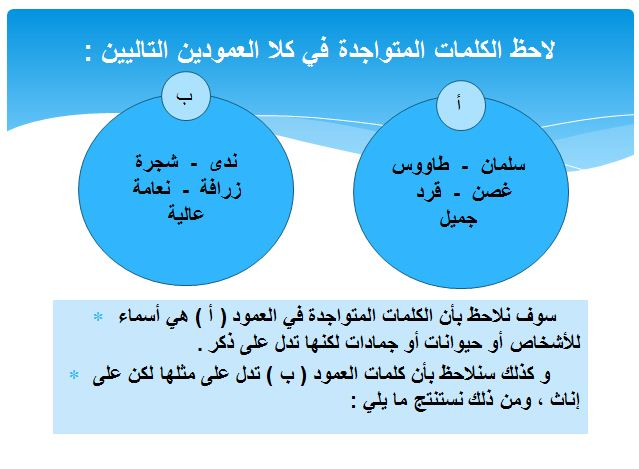 لاحظ الكلمات المتواجدة في كلا العمودين التاليين :
أ
سلمان - طاووس
غصن - قرد
جميل
ب
ندى - شجرة
زرافة - نعامة
عالية
* سوف نلاحظ بأن الكلمات المتواجدة في العمود ( أ ) هي أسماء
للأشخاص أو حيوانات أو جمادات لكنها تدل على ذكر .
* و كذلك سنلاحظ بأن كلمات العمود ( ب ) تدل على مثلها لكن على
إناث ، ومن ذلك نستنتج ما يلي :